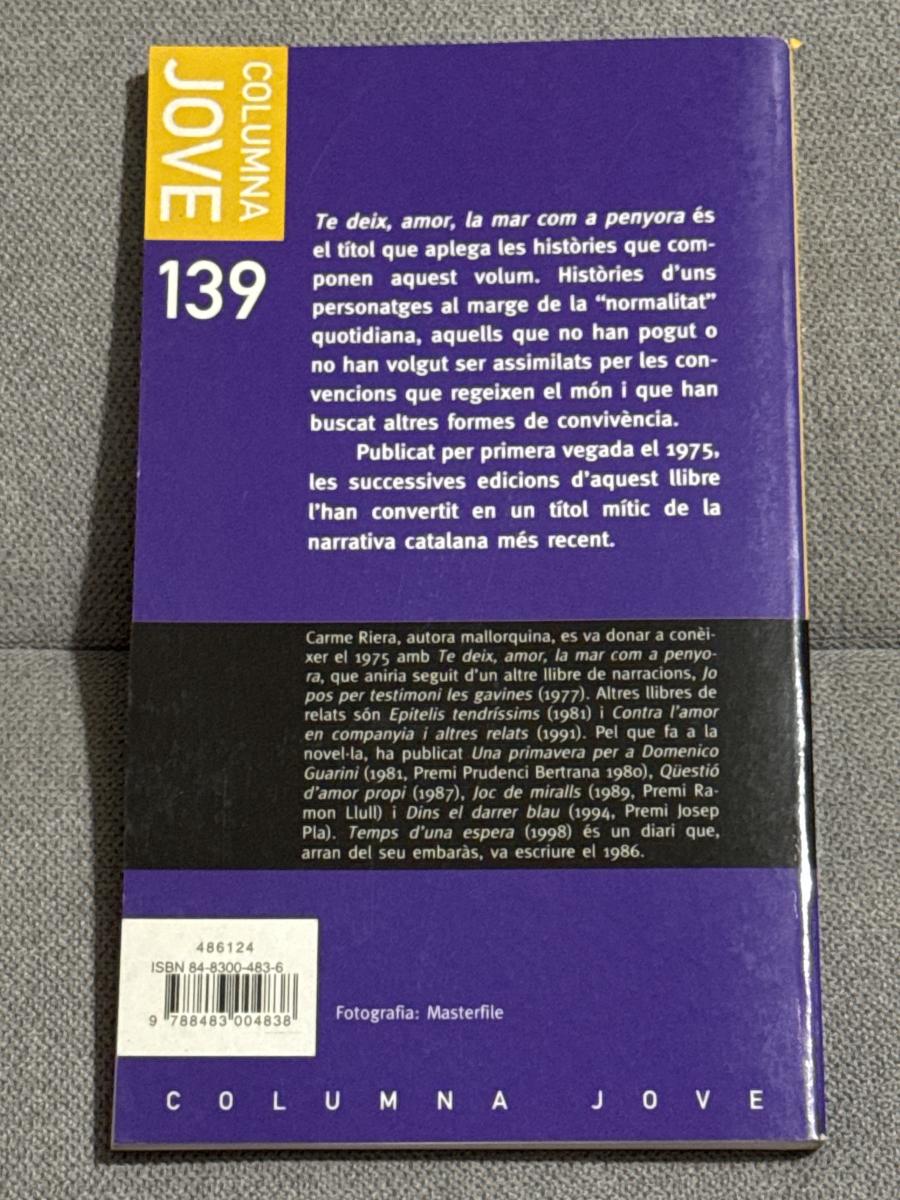 COLUMNA
JOVE
139
Te deix, amor, la mar com a penyora és
el títol que aplega les històries que com-
ponen aquest volum. Històries d'uns
personatges al marge de la “normalitat”
quotidiana, aquells que no han pogut o
no han volgut ser assimilats per les con-
vencions que regeixen el món i que han
buscat altres formes de convivència.
Publicat per primera vegada el 1975,
les successives edicions d'aquest llibre
l'han convertit en un títol mític de la
narrativa catalana més recent.
Carme Riera, autora mallorquina, es va donar a conèi-
xer el 1975 amb Te deix, amor, la mar com a penyo-
ra, que aniria seguit d'un altre llibre de narracions, Jo
pos per testimoni les gavines (1977). Altres llibres de
relats són Epitelis tendríssims (1981) i Contra l'amor
en companyia i altres relats (1991). Pel que fa a la
novel·la, ha publicat Una primavera per a Domenico
Guarini (1981, Premi Prudenci Bertrana 1980), Qüestió
d'amor propi (1987), Joc de miralls (1989, Premi Ra-
mon Llull) i Dins el darrer blau (1994, Premi Josep
Pla). Temps d'una espera (1998) és un diari que,
arran del seu embaràs, va escriure el 1986.
486124
ISBN 84-8300-483-6
9 788483 004838
Fotografia: Masterfile
COLUMNA JOVE